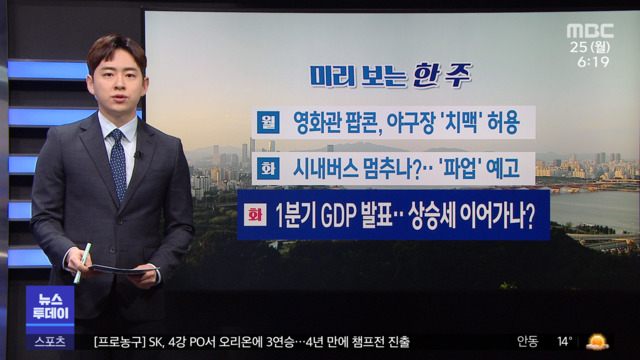 MBC
25(월)
6:19
미리 보는 한 주
월 영화관 팝콘, 야구장 '치맥' 허용
화 시내버스 멈추나?‥ '파업' 예고
화 1분기 GDP 발표‥ 상승세 이어가나?
뉴스
투데이
스포츠 [프로농구] SK, 4강 PO서 오리온에 3연승…4년 만에 챔프전 진출 안동 14°